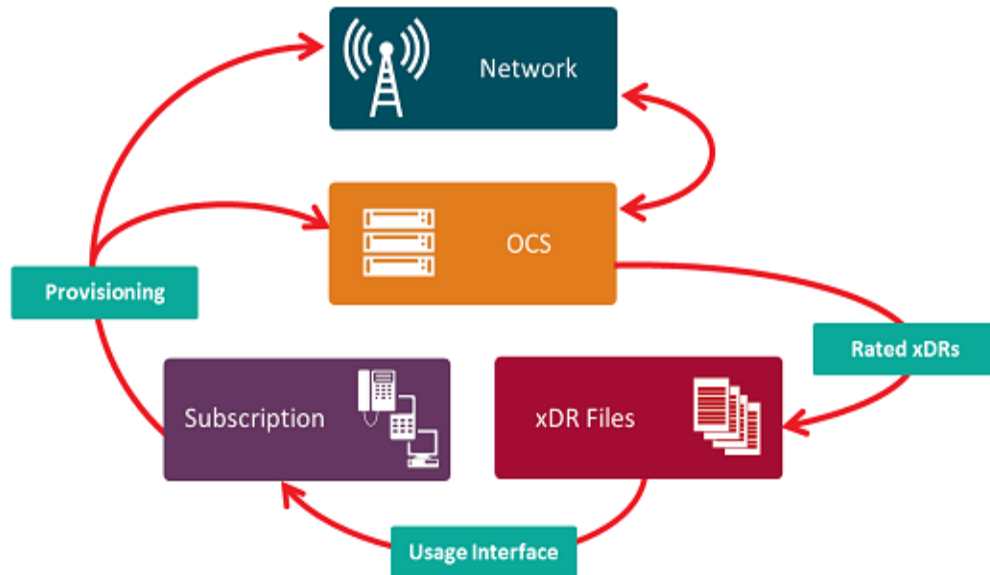 Network
OCS
Provisioning
Rated xDRs
Subscription
xDR Files
Usage Interface